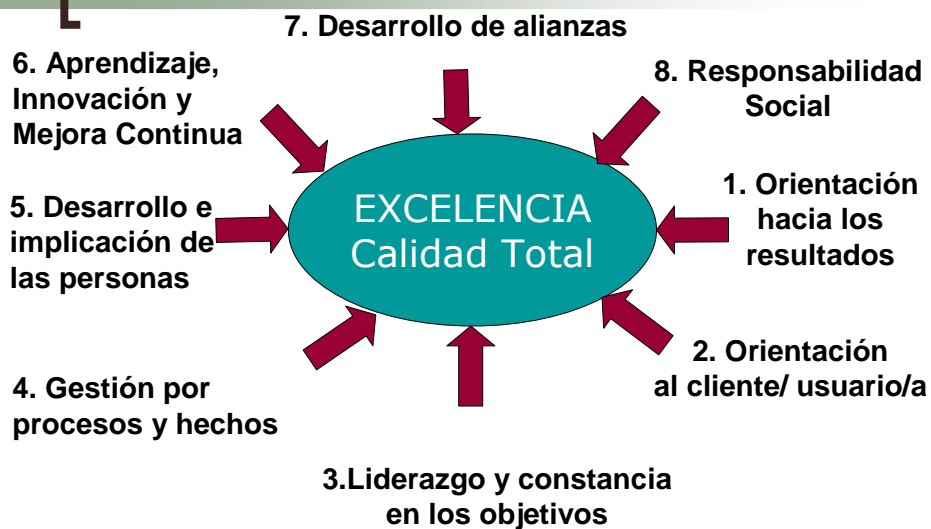 7. Desarrollo de alianzas
6. Aprendizaje,
Innovación y
Mejora Continua
8. Responsabilidad
Social
5. Desarrollo e
implicación de
las personas
EXCELENCIA
Calidad Total
1. Orientación
hacia los
resultados
4. Gestión por
procesos y hechos
2. Orientación
al cliente/ usuario/a
3.Liderazgo y constancia
en los objetivos